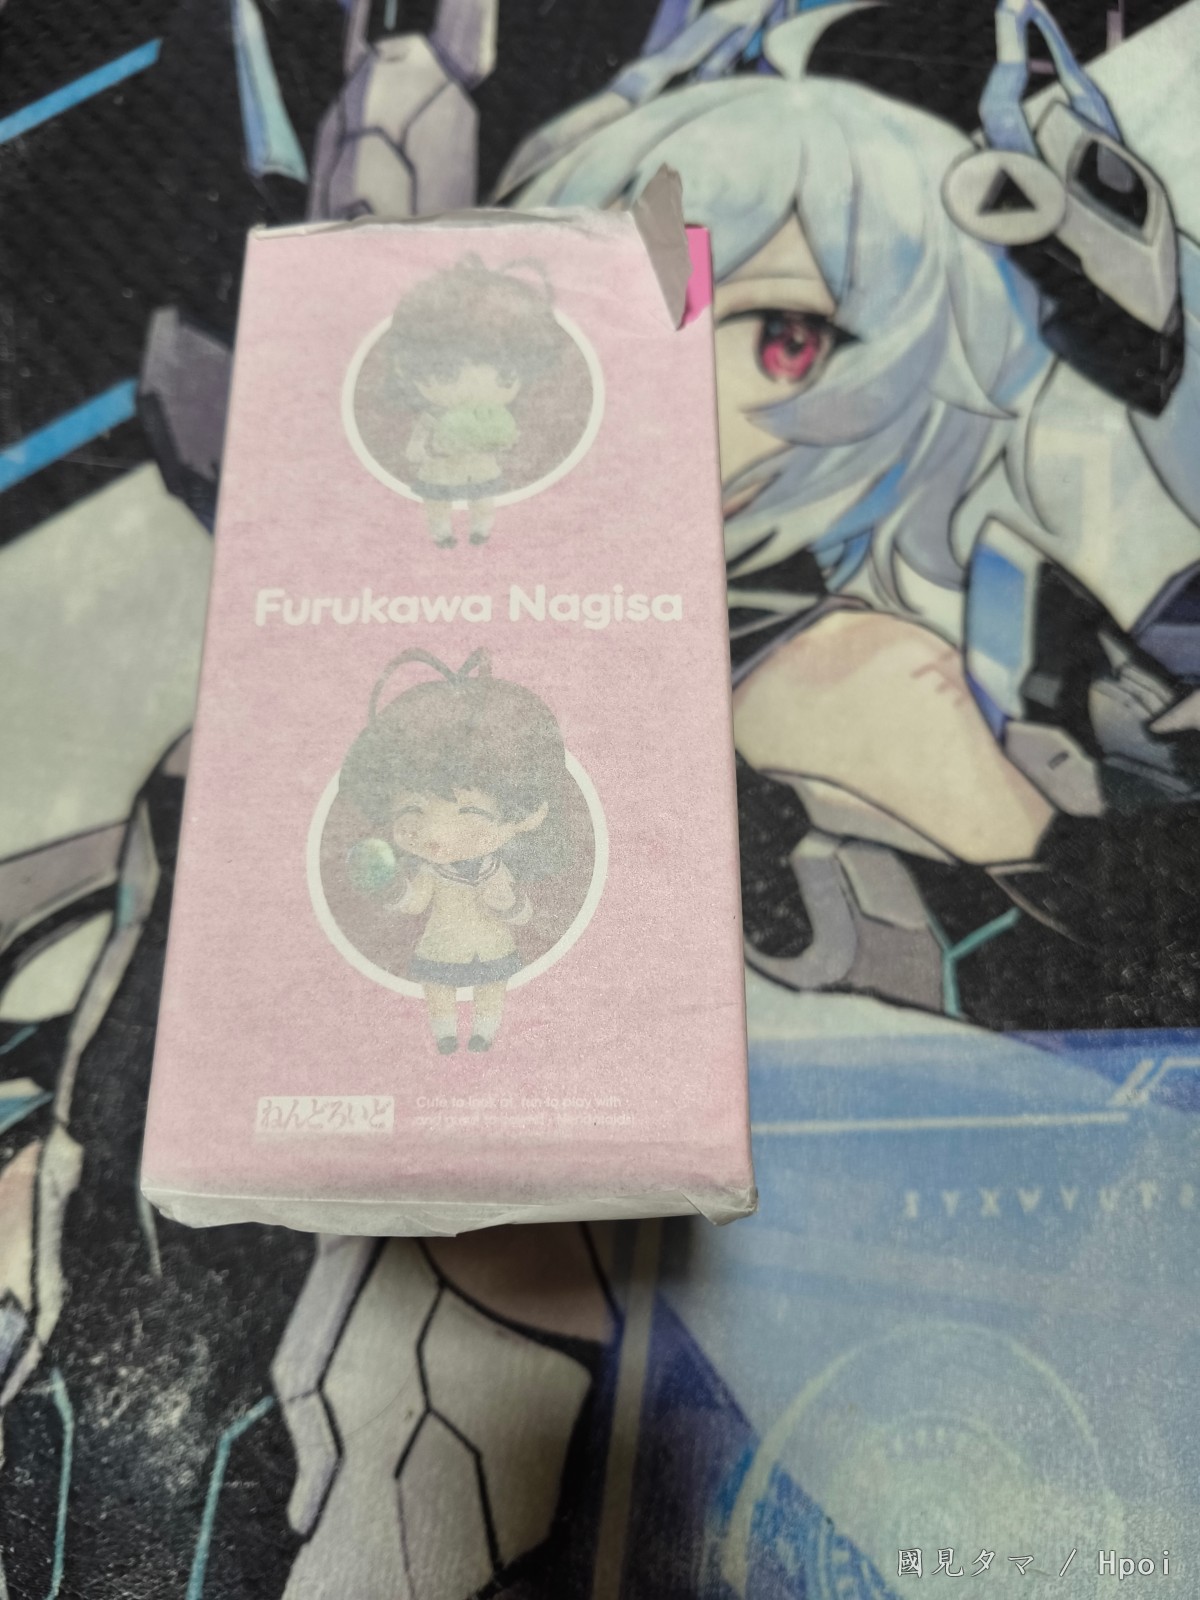 Furukawa Nagisa
ねんどろいど
Cute to look at, fun to play with -
ZYXWVUTS
國見タマ / Hpoi